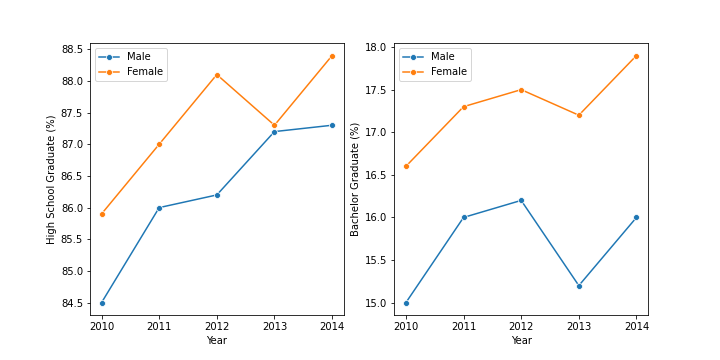 High School Graduate (%)
88.5
88.0
87.5
87.0
86.5
86.0
85.5
85.0
84.5
Male
Female
2010 2011 2012 2013 2014
Year
Bachelor Graduate (%)
18.0
17.5
17.0
16.5
16.0
15.5
15.0
Male
Female
2010 2011 2012 2013 2014
Year